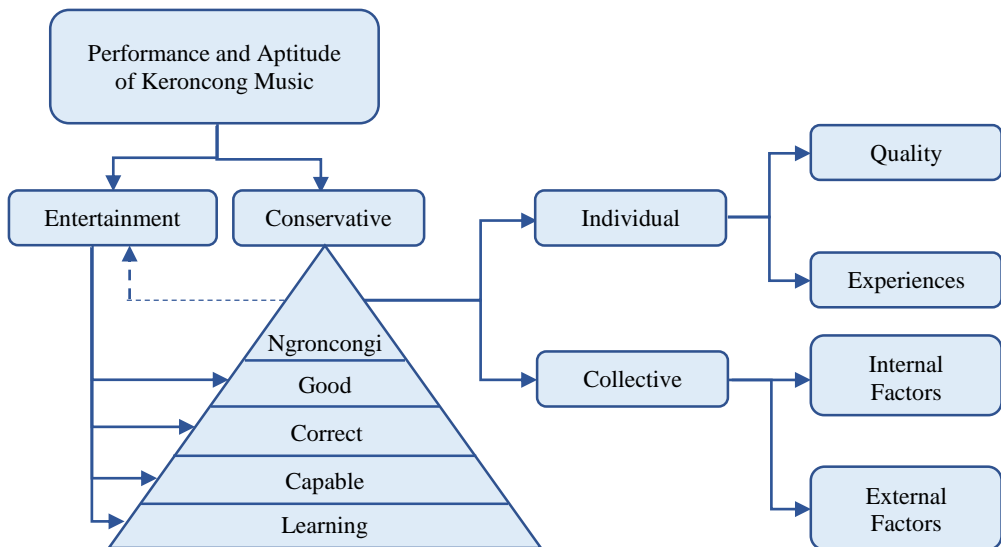 Performance and Aptitude
of Keroncong Music
Entertainment
Conservative
Ngroncongi
Good
Correct
Capable
Learning
Individual
Collective
Quality
Experiences
Internal
Factors
External
Factors